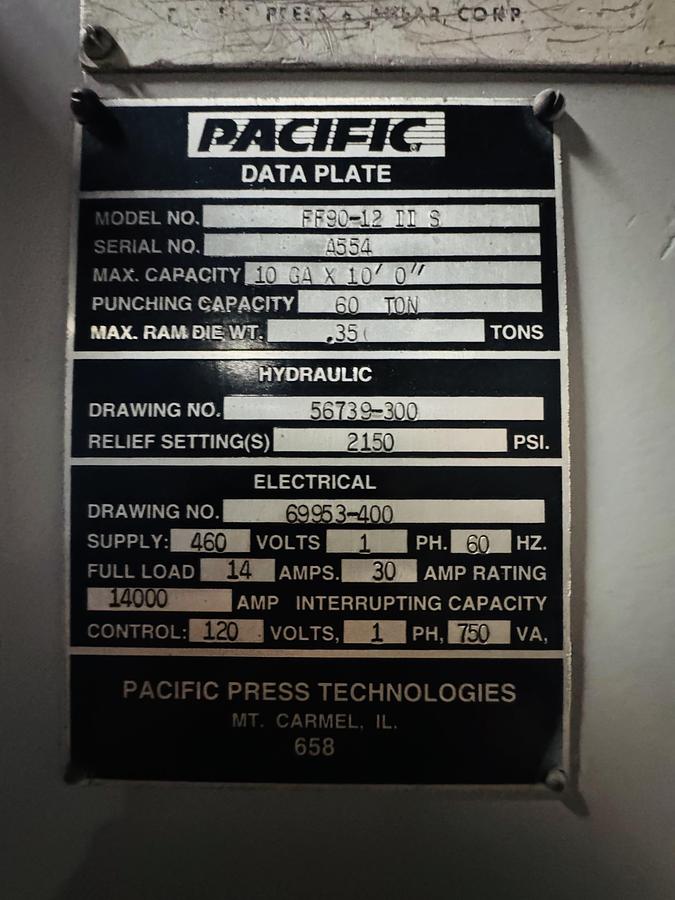 PRESS & SHEAR, CORP.
PACIFIC
DATA PLATE
MODEL NO. FF90-12 II S
SERIAL NO. A554
MAX. CAPACITY 10 GA X 10' 0"
PUNCHING CAPACITY 60 TON
MAX. RAM DIE WT. .35 TONS
HYDRAULIC
DRAWING NO. 56739-300
RELIEF SETTING(S) 2150 PSI.
ELECTRICAL
DRAWING NO. 69953-400
SUPPLY: 460 VOLTS 1 PH. 60 HZ.
FULL LOAD 14 AMPS. 30 AMP RATING
14000 AMP INTERRUPTING CAPACITY
CONTROL: 120 VOLTS, 1 PH, 750 VA,
PACIFIC PRESS TECHNOLOGIES
MT. CARMEL, IL.
658